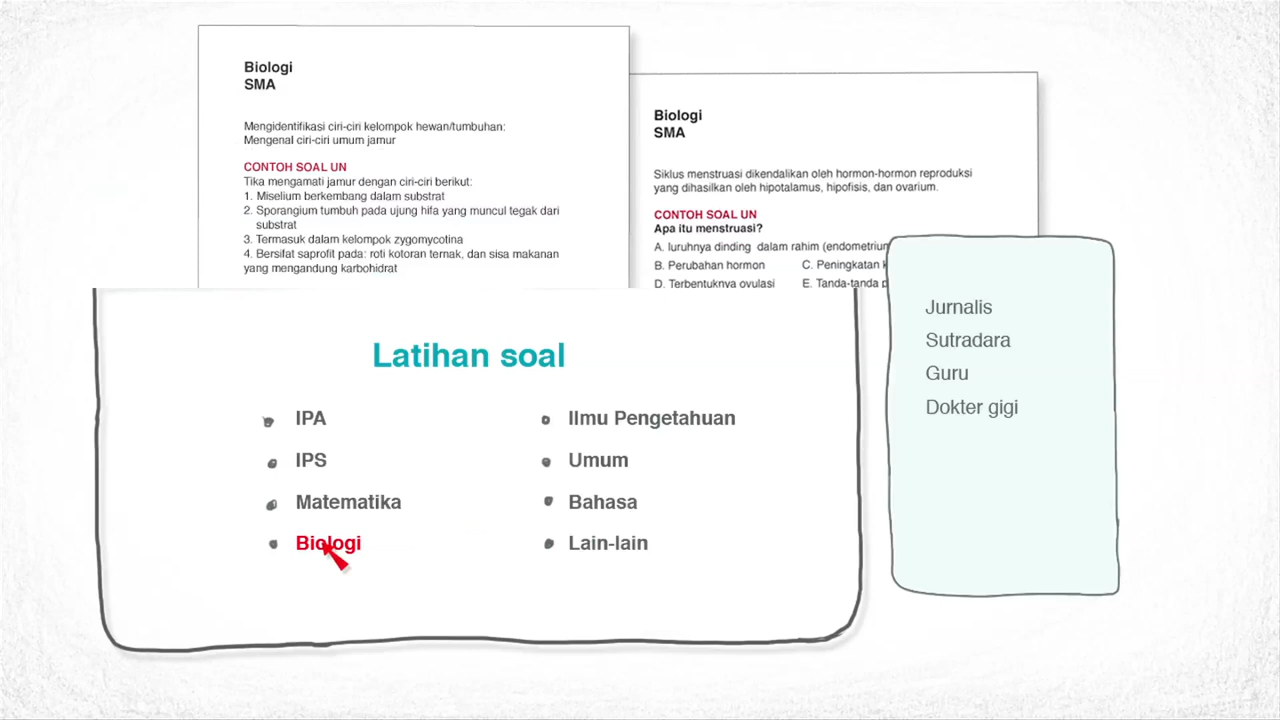 Biologi
SMA
Mengidentifikasi ciri-ciri kelompok hewan/tumbuhan:
Mengenal ciri-ciri umum jamur
CONTOH SOAL UN
Tika mengamati jamur dengan ciri-ciri berikut:
1. Miselium berkembang dalam substrat
2. Sporangium tumbuh pada ujung hifa yang muncul tegak dari
substrat
3. Termasuk dalam kelompok zygomycotina
4. Bersifat saprofit pada: roti kotoran ternak, dan sisa makanan
yang mengandung karbohidrat
Biologi
SMA
Siklus menstruasi dikendalikan oleh hormon-hormon reproduksi
yang dihasilkan oleh hipotalamus, hipofisis, dan ovarium.
CONTOH SOAL UN
Apa itu menstruasi?
A. luruhnya dinding dalam rahim
B. Perubahan hormon C. Peningkatan
D. Terbentuknya ovulasi E. Tanda-tanda
Latihan soal
IPA
IPS
Matematika
Biologi
Ilmu Pengetahuan
Umum
Bahasa
Lain-lain
Jurnalis
Sutradara
Guru
Dokter gigi